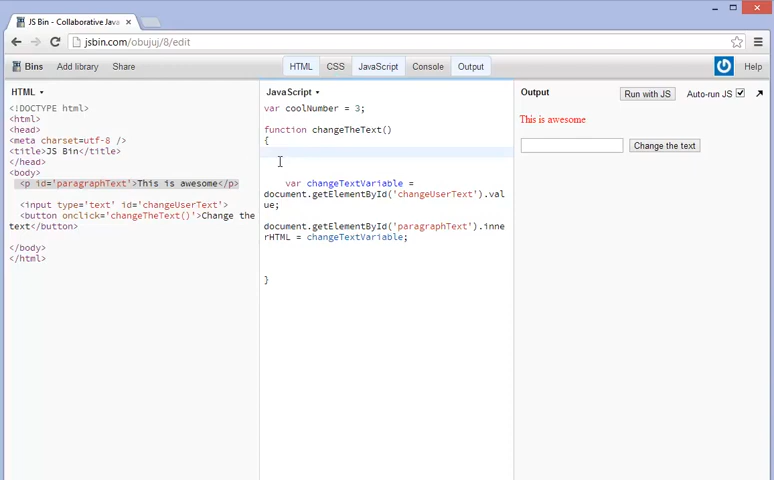 JS Bin - Collaborative Java
jsbin.com/obujuj/8/edit
Bins Add library Share HTML CSS JavaScript Console Output Help
HTML
<!DOCTYPE html>
<html>
<head>
<meta charset=utf-8 />
<title>JS Bin</title>
</head>
<body>
<p id='paragraphText'>This is awesome</p>
<input type='text' id='changeUserText'>
<button onclick='changeTheText()'>Change the
text</button>
</body>
</html>
JavaScript
var coolNumber = 3;
function changeTheText()
{
var changeTextVariable =
document.getElementById('changeUserText').val
ue;
document.getElementById('paragraphText').inne
rHTML = changeTextVariable;
}
Output Run with JS Auto-run JS
This is awesome
Change the text